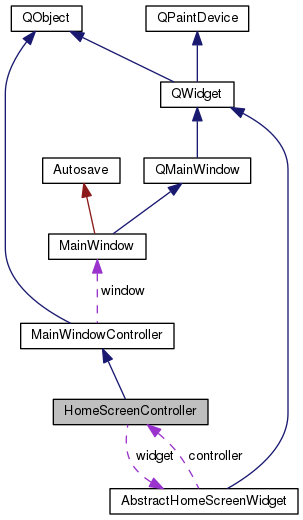 QObject
QPaintDevice
QWidget
Autosave
QMainWindow
MainWindow
window
MainWindowController
HomeScreenController
widget
controller
AbstractHomeScreenWidget